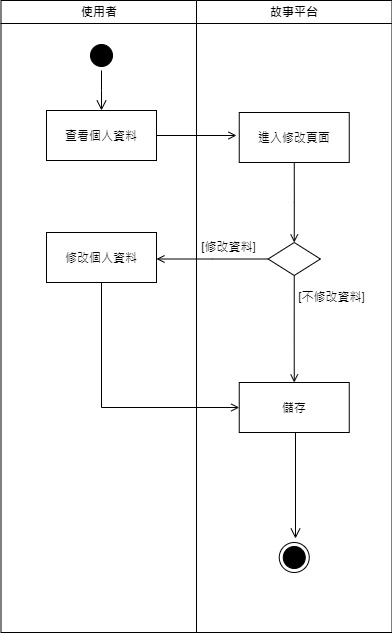 使用者
故事平台
查看個人資料
進入修改頁面
[修改資料]
修改個人資料
[不修改資料]
儲存